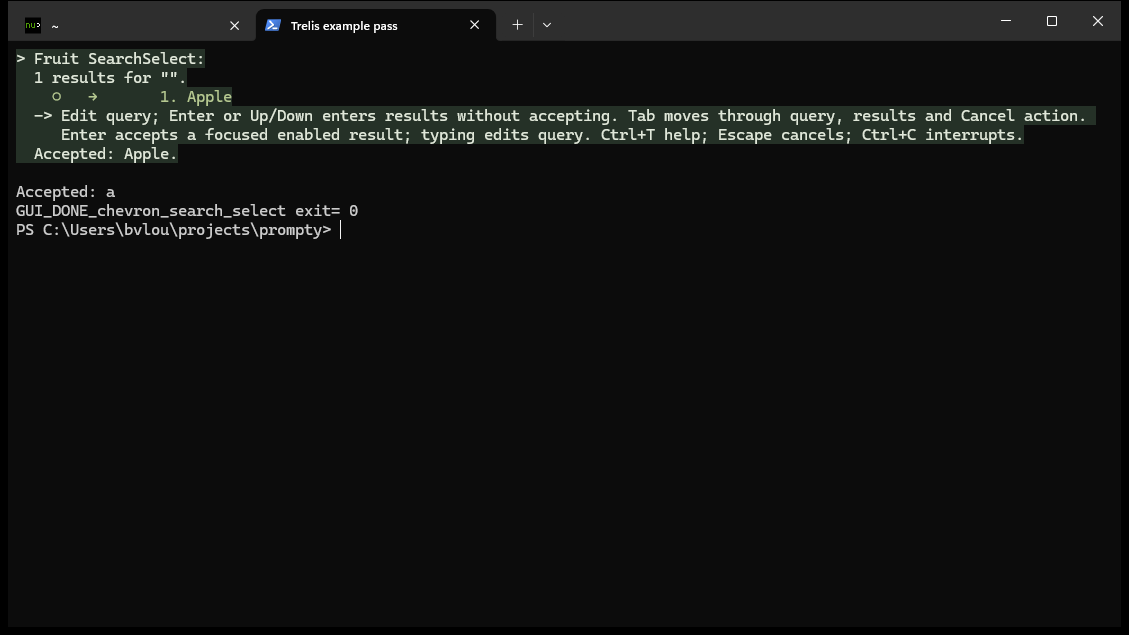 nu> ~
Trelis example pass
> Fruit SearchSelect:
1 results for "".
○ → 1. Apple
-> Edit query; Enter or Up/Down enters results without accepting. Tab moves through query, results and Cancel action.
Enter accepts a focused enabled result; typing edits query. Ctrl+T help; Escape cancels; Ctrl+C interrupts.
Accepted: Apple.
Accepted: a
GUI_DONE_chevron_search_select exit= 0
PS C:\Users\bvlou\projects\prompty>